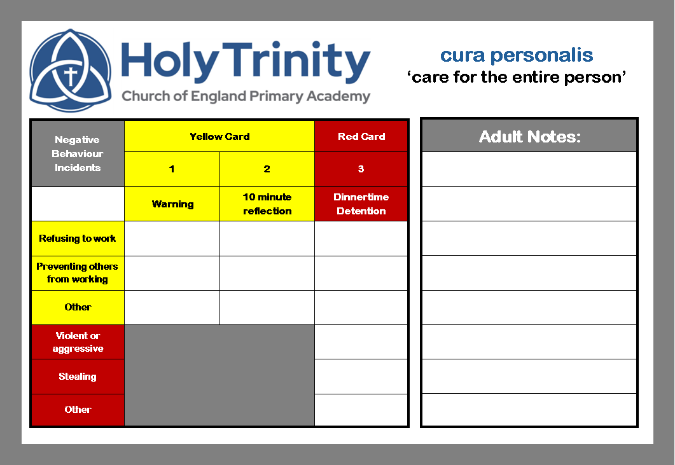 Holy Trinity
Church of England Primary Academy
cura personalis
‘care for the entire person’
Negative
Behaviour
Incidents
Yellow Card
Red Card
1
2
3
Warning
10 minute
reflection
Dinnertime
Detention
Refusing to work
Preventing others
from working
Other
Violent or
aggressive
Stealing
Other
Adult Notes: